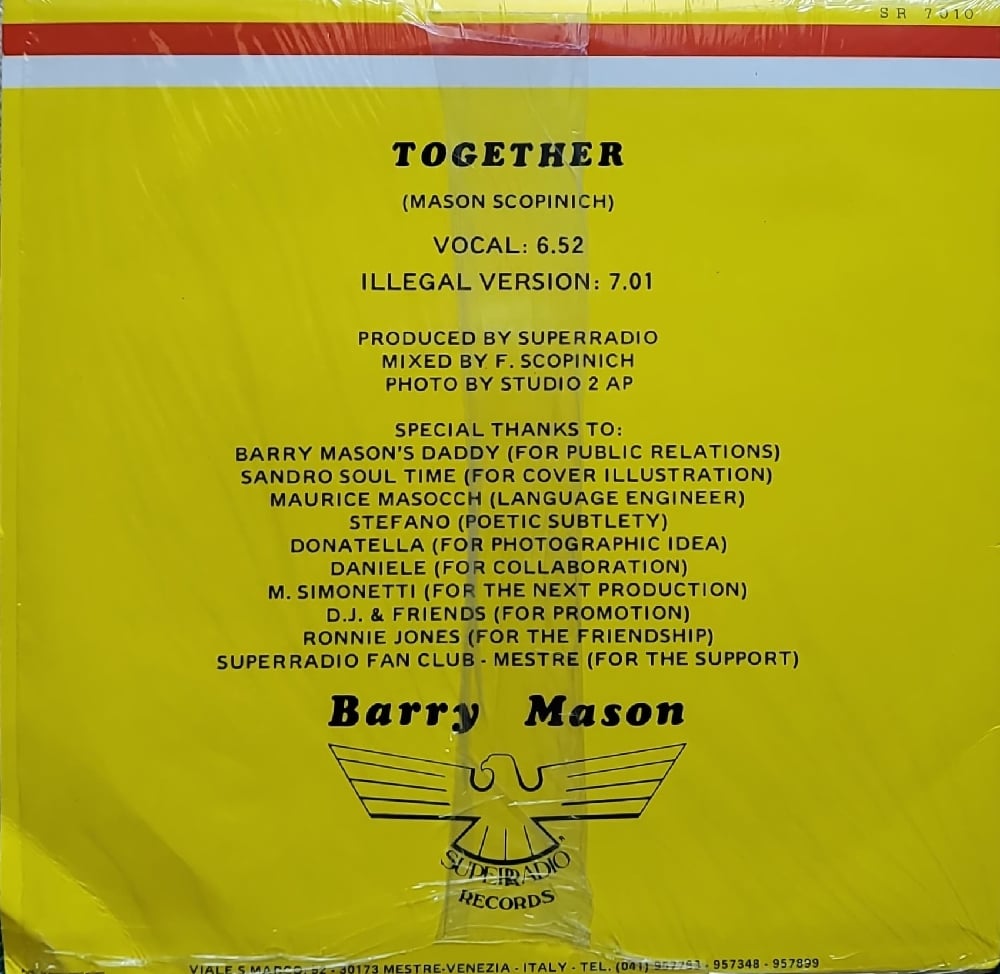 SR 7010
TOGETHER
(MASON SCOPINICH)
VOCAL: 6.52
ILLEGAL VERSION: 7.01
PRODUCED BY SUPERRADIO
MIXED BY F. SCOPINICH
PHOTO BY STUDIO 2 AP
SPECIAL THANKS TO:
BARRY MASON'S DADDY (FOR PUBLIC RELATIONS)
SANDRO SOUL TIME (FOR COVER ILLUSTRATION)
MAURICE MASOCCH (LANGUAGE ENGINEER)
STEFANO (POETIC SUBTLETY)
DONATELLA (FOR PHOTOGRAPHIC IDEA)
DANIELE (FOR COLLABORATION)
M. SIMONETTI (FOR THE NEXT PRODUCTION)
D.J. & FRIENDS (FOR PROMOTION)
RONNIE JONES (FOR THE FRIENDSHIP)
SUPERRADIO FAN CLUB - MESTRE (FOR THE SUPPORT)
Barry Mason
SUPERRADIO
RECORDS
VIALE S. MARCO, - 30173 MESTRE-VENEZIA - ITALY - TEL. (041) - 957348 - 957899